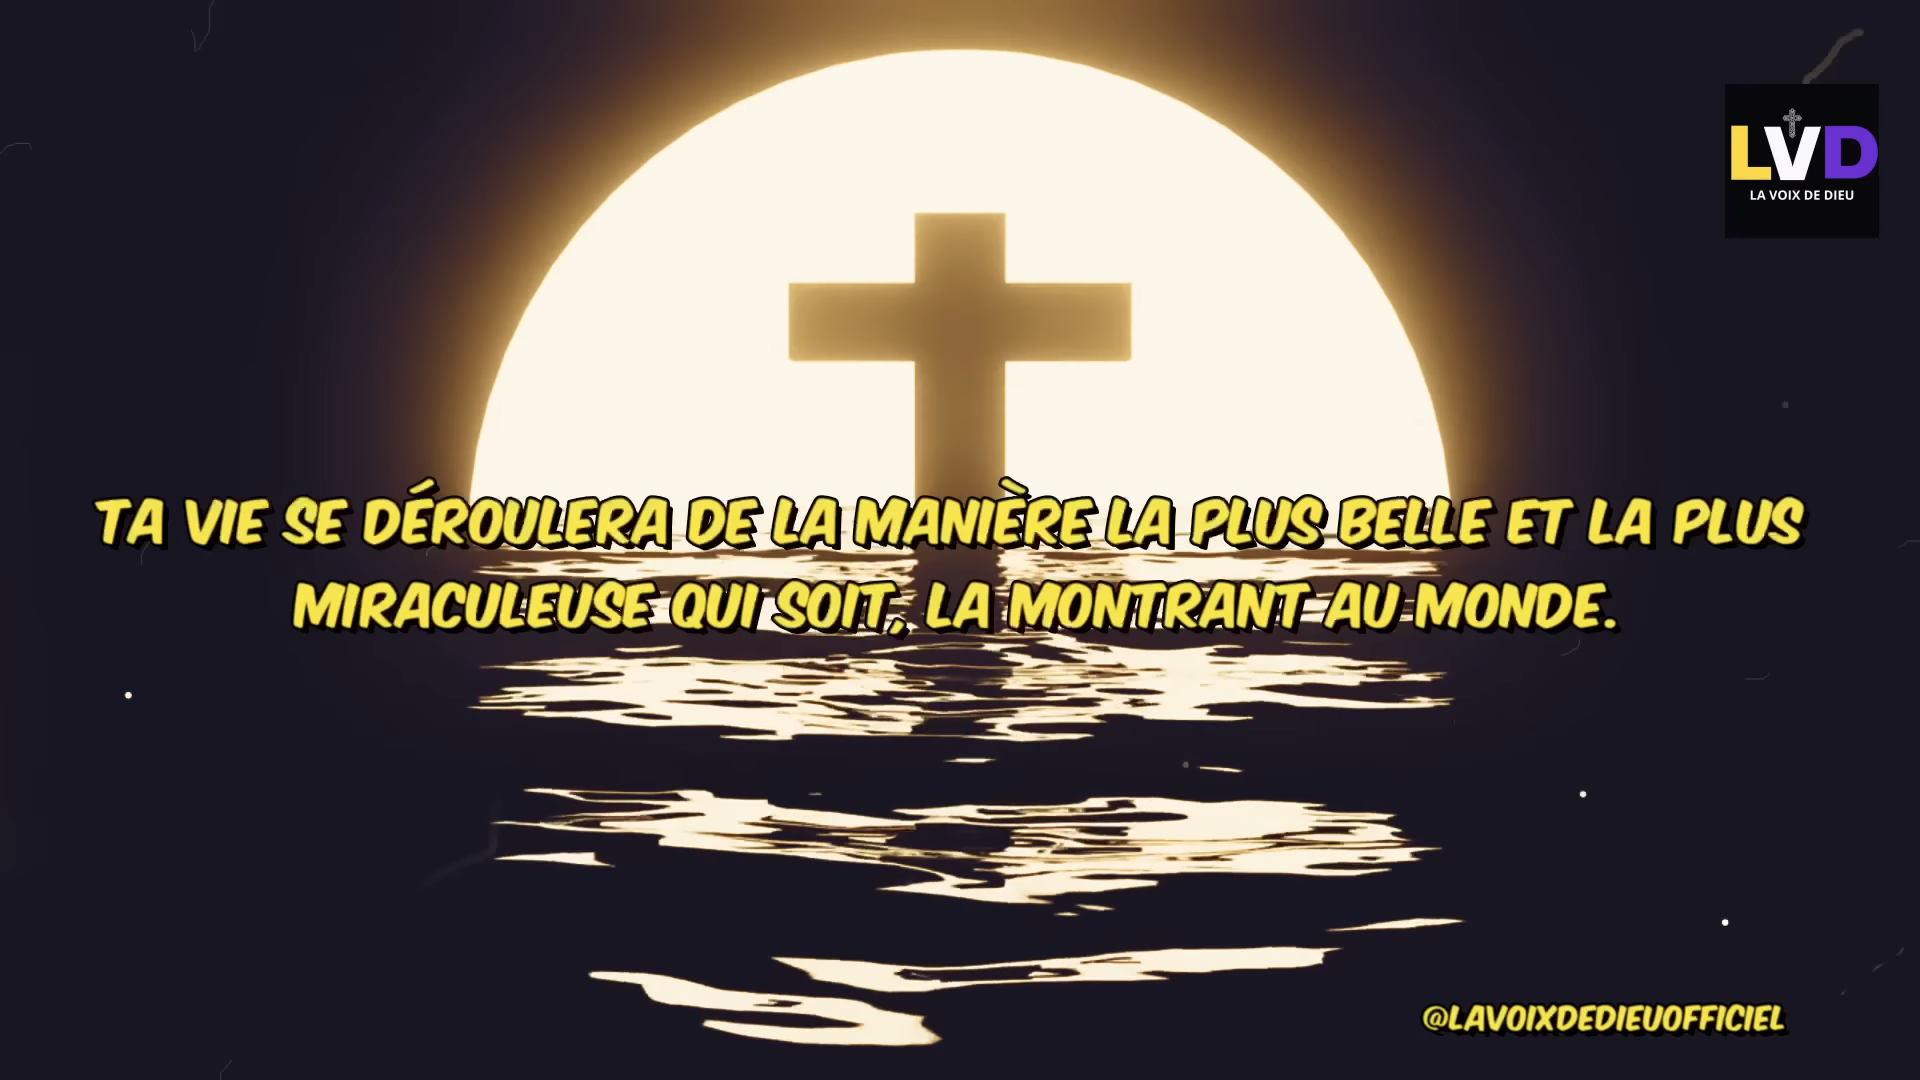 LVD
LA VOIX DE DIEU
TA VIE SE DÉROULERA DE LA MANIÈRE LA PLUS BELLE ET LA PLUS
MIRACULEUSE QUI SOIT, LA MONTRANT AU MONDE.
@LAVOIXDEDIEUOFFICIEL